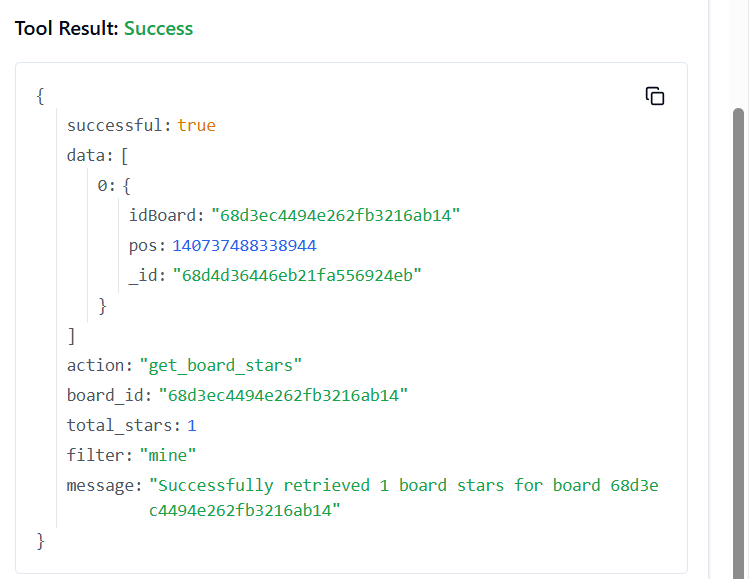 Tool Result: Success
{
successful: true
data: [
0: {
idBoard: "68d3ec4494e262fb3216ab14"
pos: 140737488338944
_id: "68d4d36446eb21fa556924eb"
}
]
action: "get_board_stars"
board_id: "68d3ec4494e262fb3216ab14"
total_stars: 1
filter: "mine"
message: "Successfully retrieved 1 board stars for board 68d3e
c4494e262fb3216ab14"
}